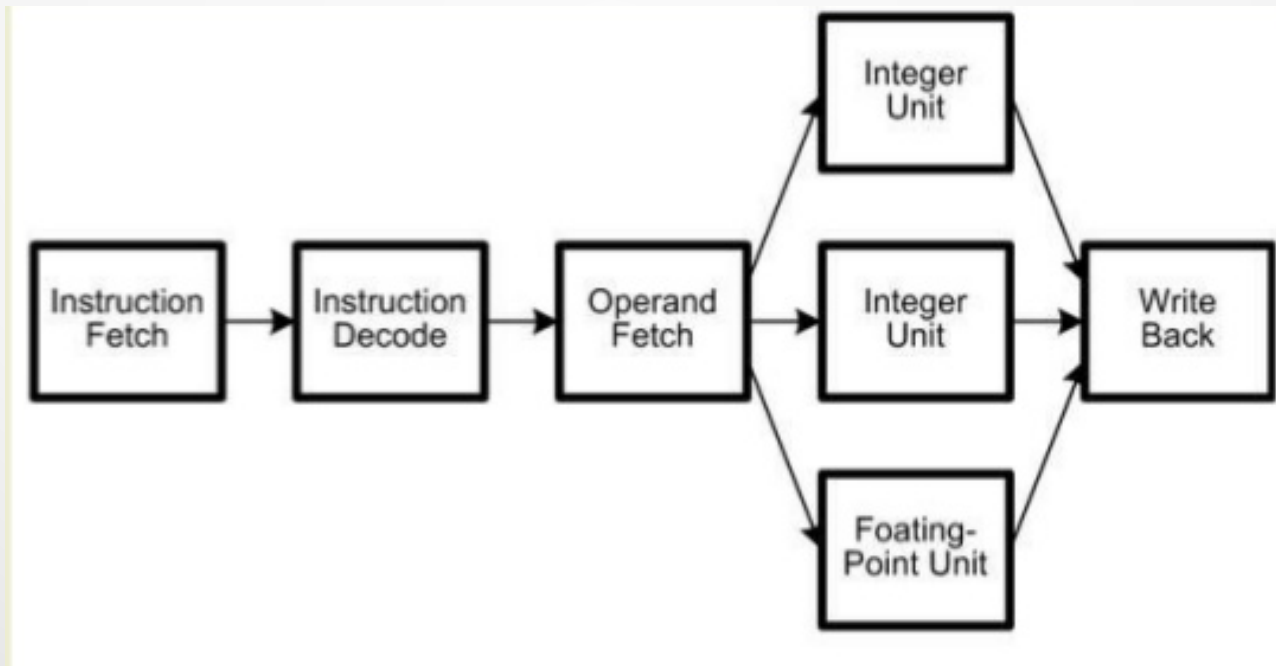 Instruction
Fetch
Instruction
Decode
Operand
Fetch
Integer
Unit
Integer
Unit
Foating-
Point Unit
Write
Back